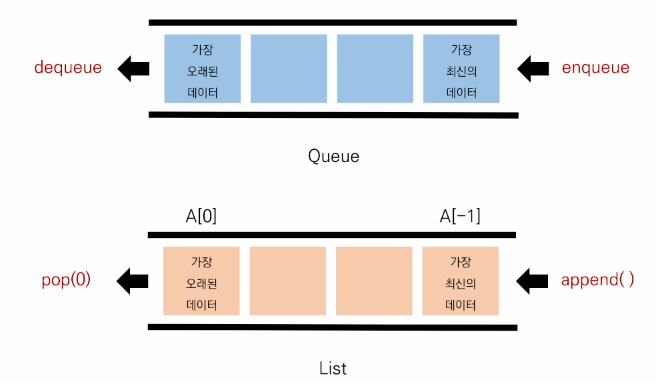 가장
오래된
데이터
가장
최신의
데이터
dequeue
enqueue
Queue
A[0]
A[-1]
가장
오래된
데이터
가장
최신의
데이터
pop(0)
append( )
List